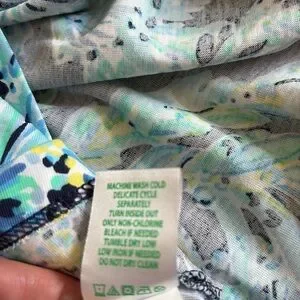 MACHINE WASH COLD
DELICATE CYCLE
SEPARATELY
TURN INSIDE OUT
ONLY NON-CHLORINE
BLEACH IF NEEDED
TUMBLE DRY LOW
LOW IRON IF NEEDED
DO NOT DRY CLEAN